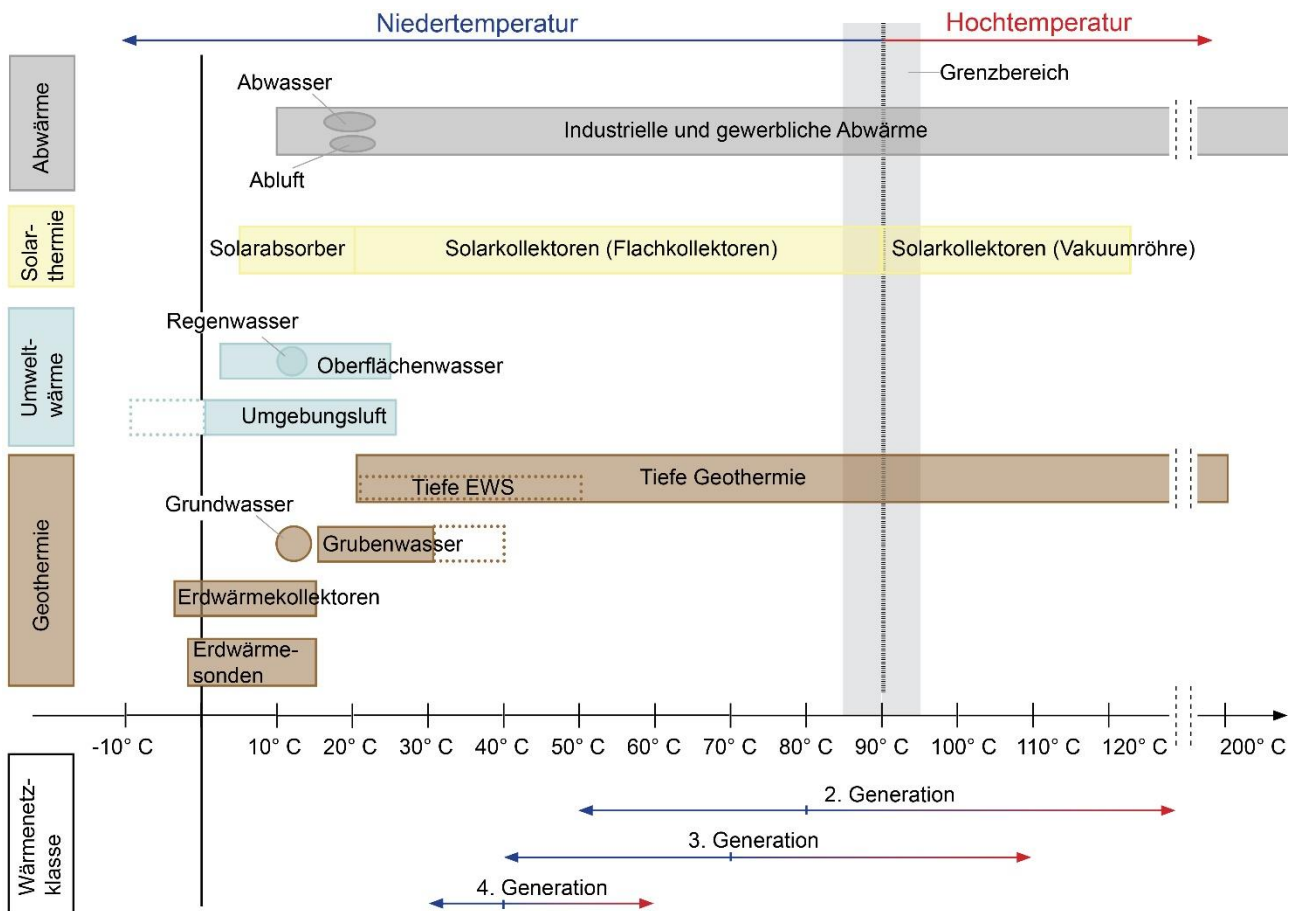 Niedertemperatur
Hochtemperatur
Grenzbereich
Abwärme
Abwasser
Industrielle und gewerbliche Abwärme
Abluft
Solar-
thermie
Solarabsorber
Solarkollektoren (Flachkollektoren)
Solarkollektoren (Vakuumröhre)
Umwelt-
wärme
Regenwasser
Oberflächenwasser
Umgebungsluft
Geothermie
Tiefe Geothermie
Tiefe EWS
Grundwasser
Grubenwasser
Erdwärmekollektoren
Erdwärme-
sonden
-10° C
10° C
20° C
30° C
40° C
50° C
60° C
70° C
80° C
90° C
100° C
110° C
120° C
200° C
Wärmenetz-
klasse
2. Generation
3. Generation
4. Generation